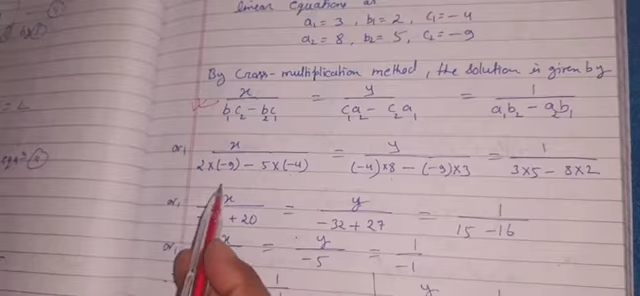 linear equations as
a₁ = 3 , b₁ = 2 , c₁ = -4
a₂ = 8 , b₂ = 5 , c₂ = -9
By Cross-multiplication method, the solution is given by
x/(b₁c₂ - b₂c₁) = y/(c₁a₂ - c₂a₁) = 1/(a₁b₂ - a₂b₁)
or, x/(2×(-9) - 5×(-4)) = y/((-4)×8 - (-9)×3) = 1/(3×5 - 8×2)
or, x/(+20) = y/(-32+27) = 1/(15-16)
or, x = y/-5 = 1/-1
1 y